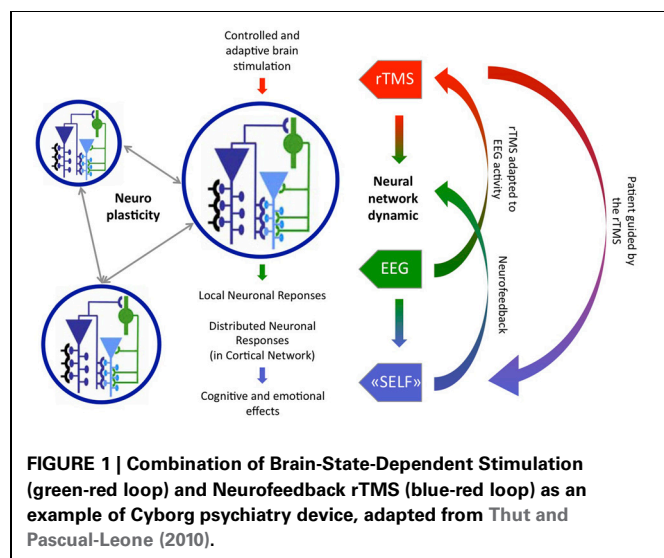 Controlled and
adaptive brain
stimulation
Neuro
plasticity
Local Neuronal Reponses
Distributed Neuronal
Responses
(in Cortical Network)
Cognitive and emotional
effects
rTMS
Neural
network
dynamic
EEG
«SELF»
rTMS adapted to
EEG activity
Neurofeedback
Patient guided by
the rTMS
FIGURE 1 | Combination of Brain-State-Dependent Stimulation
(green-red loop) and Neurofeedback rTMS (blue-red loop) as an
example of Cyborg psychiatry device, adapted from Thut and
Pascual-Leone (2010).